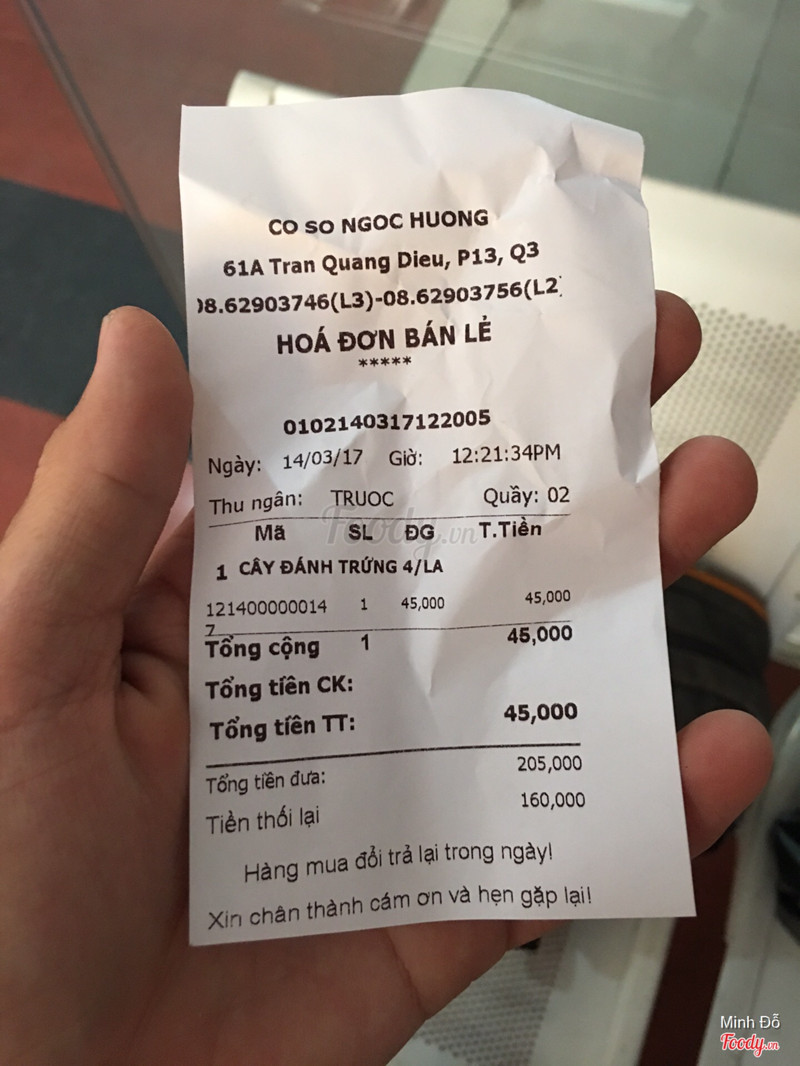 CO SO NGOC HUONG
61A Tran Quang Dieu, P13, Q3
08.62903746(L3)-08.62903756(L2)
HOÁ ĐƠN BÁN LẺ
*****
0102140317122005
Ngày: 14/03/17 Giờ: 12:21:34PM
Thu ngân: TRUOC Quầy: 02
Foody.vn
Mã SL ĐG T.Tiền
1 CÂY ĐÁNH TRỨNG 4/LA
121400000014 1 45,000 45,000
7
Tổng cộng 1 45,000
Tổng tiền CK:
Tổng tiền TT: 45,000
Tổng tiền đưa: 205,000
Tiền thối lại 160,000
Hàng mua đổi trả lại trong ngày!
Xin chân thành cám ơn và hẹn gặp lại!
Minh Đỗ
Foody.vn